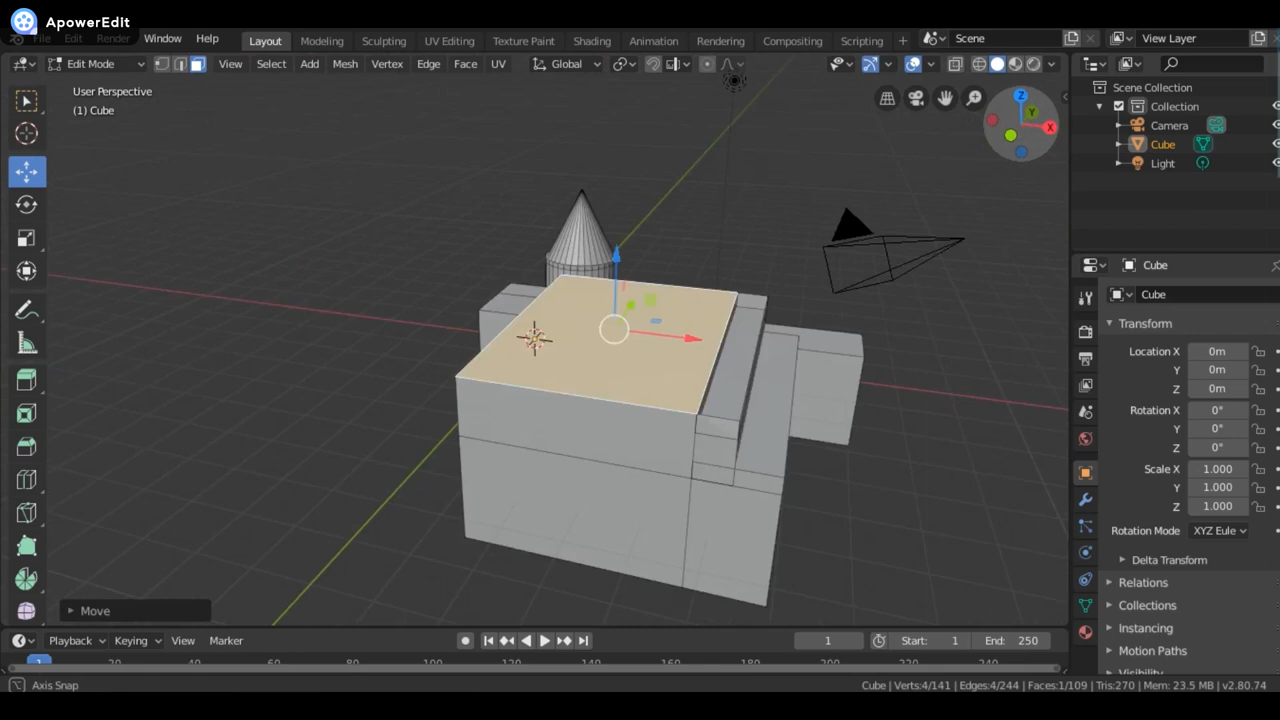 ApowerEdit
File Edit Render Window Help Layout Modeling Sculpting UV Editing Texture Paint Shading Animation Rendering Compositing Scripting + Scene View Layer
Edit Mode View Select Add Mesh Vertex Edge Face UV Global
User Perspective
(1) Cube
Z
Y
X
Scene Collection
Collection
Camera
Cube
Light
Cube
Cube
Transform
Location X 0m
Y 0m
Z 0m
Rotation X 0°
Y 0°
Z 0°
Scale X 1.000
Y 1.000
Z 1.000
Rotation Mode XYZ Eule
Delta Transform
Relations
Collections
Instancing
Motion Paths
Visibility
Move
Playback Keying View Marker 1 Start: 1 End: 250
1 20 40 60 80 100 120 140 160 180 200 220 240
Axis Snap Cube | Verts:4/141 | Edges:4/244 | Faces:1/109 | Tris:270 | Mem: 23.5 MB | v2.80.74